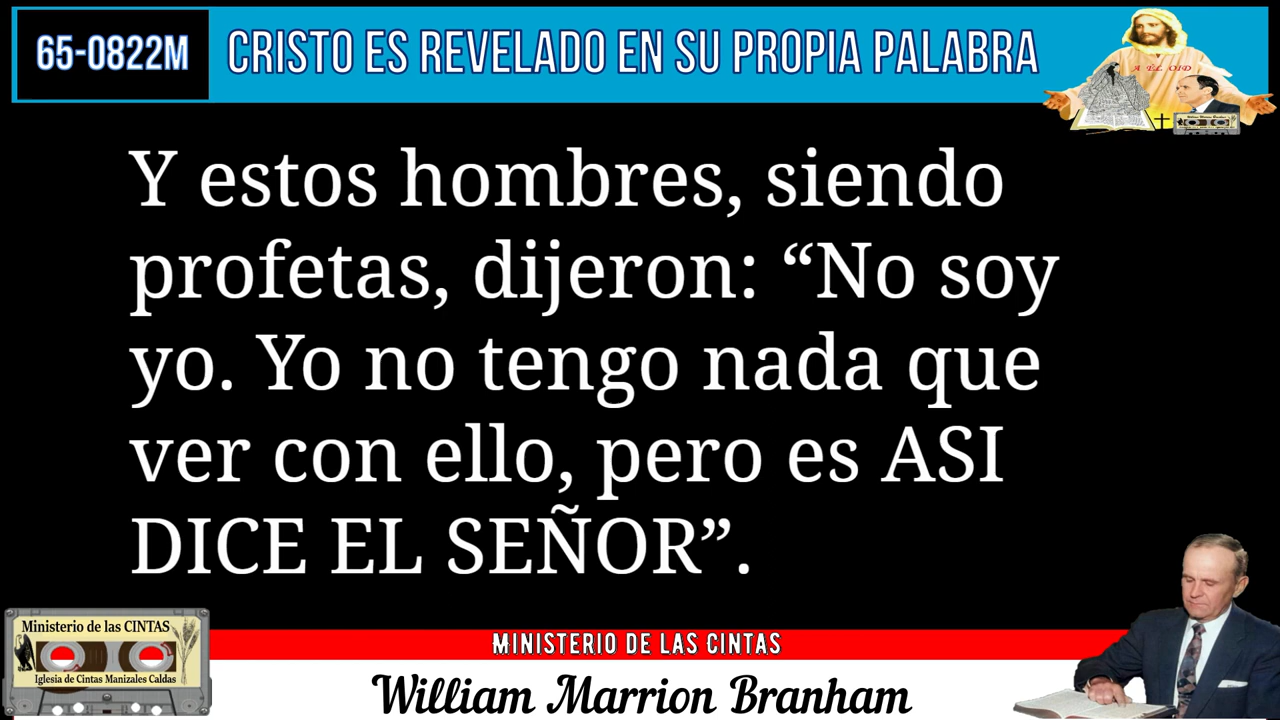 65-0822M
CRISTO ES REVELADO EN SU PROPIA PALABRA
A ÉL OID
Y estos hombres, siendo
profetas, dijeron: “No soy
yo. Yo no tengo nada que
ver con ello, pero es ASI
DICE EL SEÑOR”.
Ministerio de las CINTAS
Iglesia de Cintas Manizales Caldas
MINISTERIO DE LAS CINTAS
William Marrion Branham